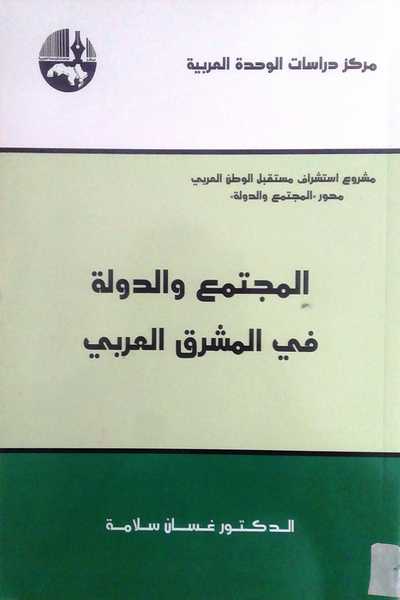 مركز دراسات الوحدة العربية
مشروع استشراف مستقبل الوطن العربي
محور «المجتمع والدولة»
المجتمع والدولة
في المشرق العربي
الدكتور غسان سلامة